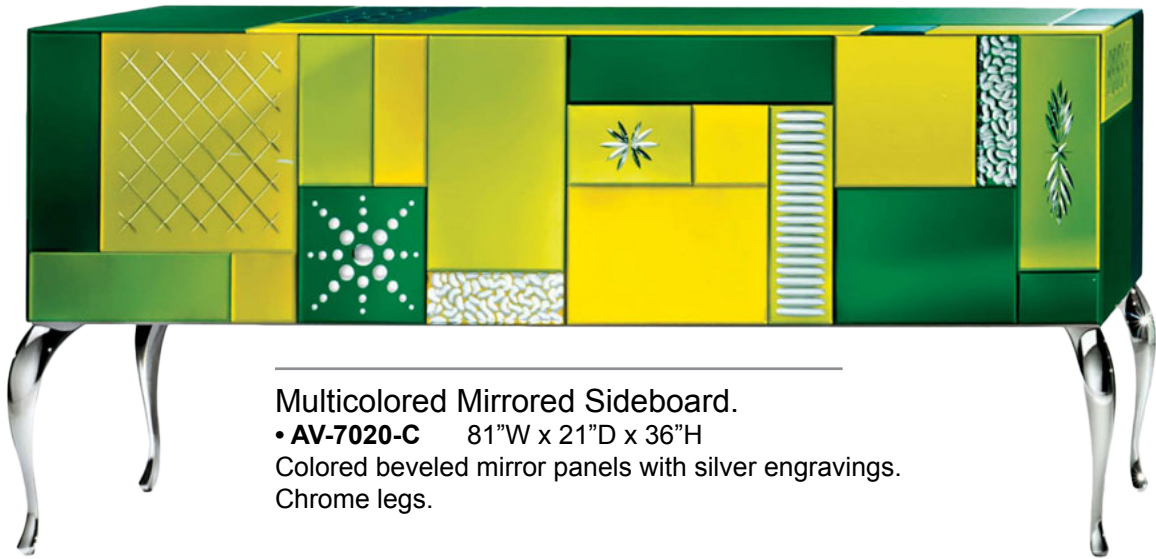 Multicolored Mirrored Sideboard.
• AV-7020-C 81”W x 21”D x 36”H
Colored beveled mirror panels with silver engravings.
Chrome legs.